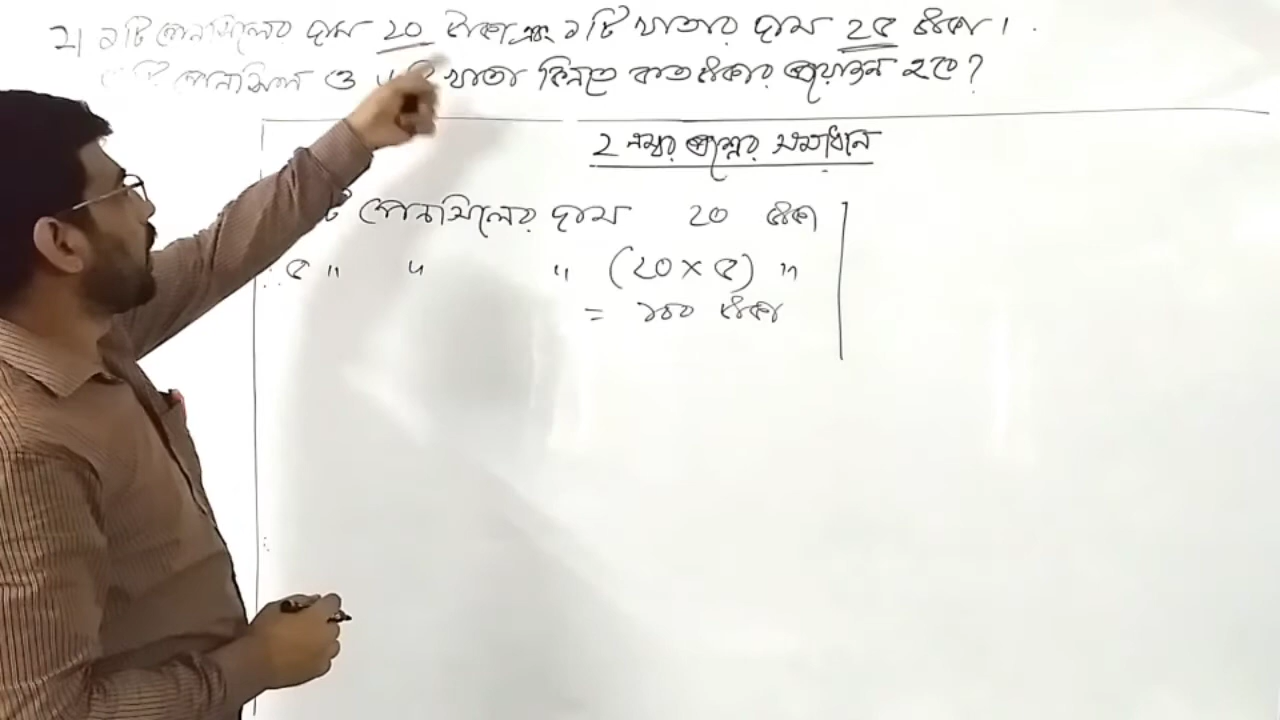 ২। ১টি পেনসিলের দাম ২০ টাকা এবং ১টি খাতার দাম ২৫ টাকা।
টি পেনসিল ও খাতা কিনতে কত টাকার প্রয়োজন হবে?
২ নম্বর প্রশ্নের সমাধান
পেনসিলের দাম ২০ টাকা
∴ ৫ " " " (২০ × ৫) "
= ১০০ টাকা